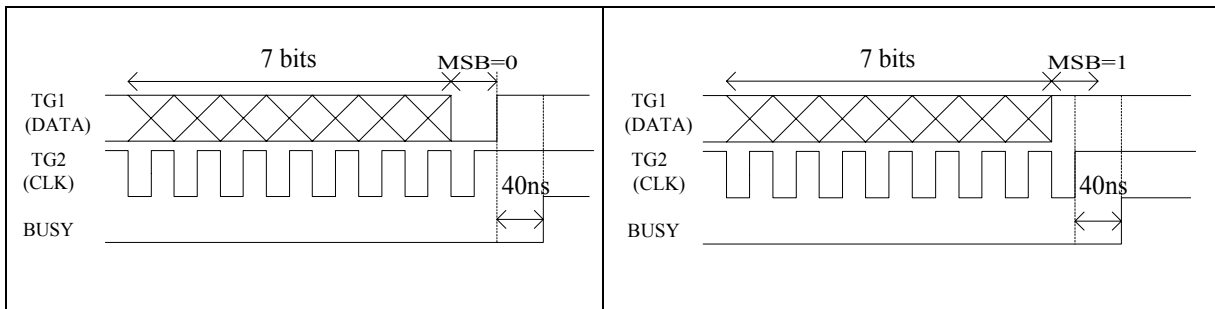 7 bits
MSB=0
TG1
(DATA)
TG2
(CLK)
40ns
BUSY
7 bits
MSB=1
TG1
(DATA)
TG2
(CLK)
40ns
BUSY